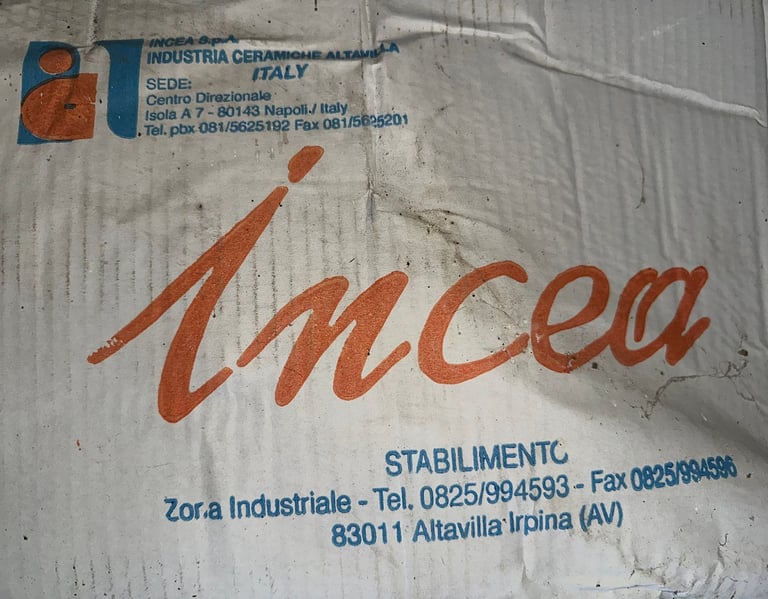 INCEA S.p.A.
INDUSTRIA CERAMICHE ALTAVILLA
ITALY
SEDE:
Centro Direzionale
Isola A 7 - 80143 Napoli./ Italy
Tel. pbx 081/5625192 Fax 081/5625201
incea
STABILIMENTO
Zona Industriale - Tel. 0825/994593 - Fax 0825/994596
83011 Altavilla Irpina (AV)